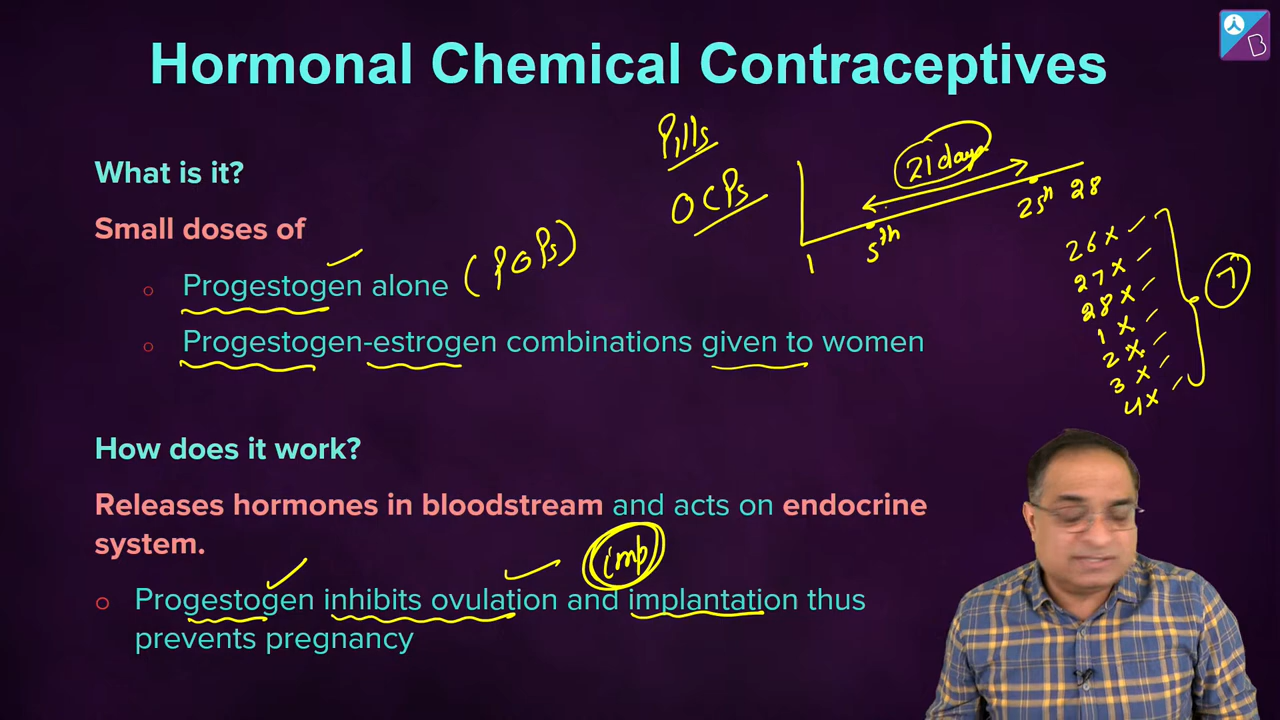 Hormonal Chemical Contraceptives
B
What is it?
Small doses of
Progestogen alone (POPs)
Progestogen-estrogen combinations given to women
Pills
OCPs
21 days
1 5th 25th 28
26 x
27 x
28 x
1 x
2 x
3 x
4 x
7
How does it work?
Releases hormones in bloodstream and acts on endocrine
system.
imp
Progestogen inhibits ovulation and implantation thus
prevents pregnancy